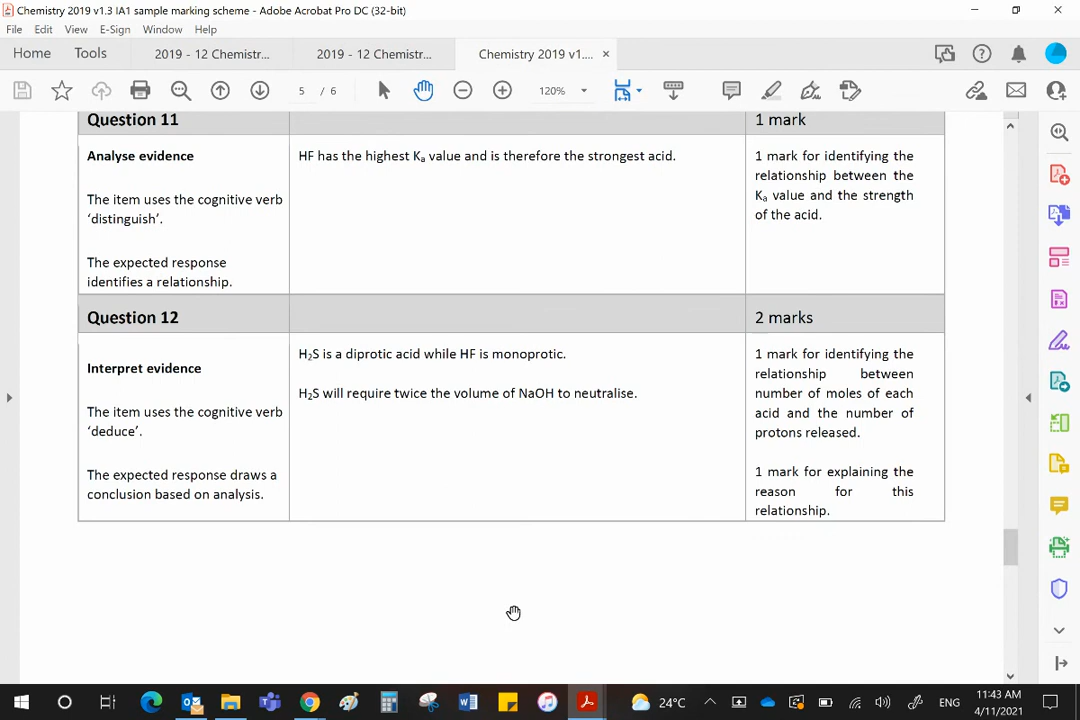 Chemistry 2019 v1.3 IA1 sample marking scheme - Adobe Acrobat Pro DC (32-bit)
File Edit View E-Sign Window Help
Home Tools 2019 - 12 Chemistr... 2019 - 12 Chemistr... Chemistry 2019 v1....
5 / 6 120%
Question 11 1 mark
Analyse evidence
The item uses the cognitive verb
‘distinguish’.
The expected response
identifies a relationship.
HF has the highest Kₐ value and is therefore the strongest acid.
1 mark for identifying the
relationship between the
Kₐ value and the strength
of the acid.
Question 12 2 marks
Interpret evidence
The item uses the cognitive verb
‘deduce’.
The expected response draws a
conclusion based on analysis.
H₂S is a diprotic acid while HF is monoprotic.
H₂S will require twice the volume of NaOH to neutralise.
1 mark for identifying the
relationship between
number of moles of each
acid and the number of
protons released.
1 mark for explaining the
reason for this
relationship.
24°C ENG 11:43 AM
4/11/2021